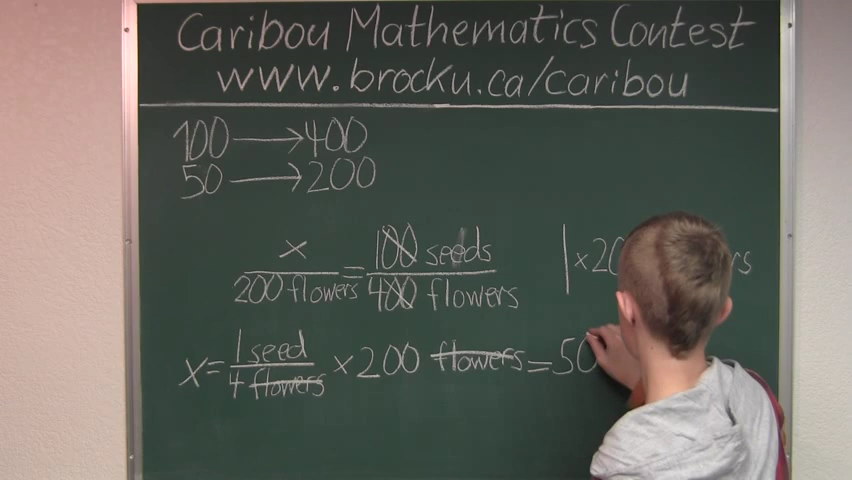 Caribou Mathematics Contest
www.brocku.ca/caribou
100 → 400
50 → 200
x / 200 flowers = 100 seeds / 400 flowers | ×20
x = 1 seed / 4 flowers × 200 flowers = 50